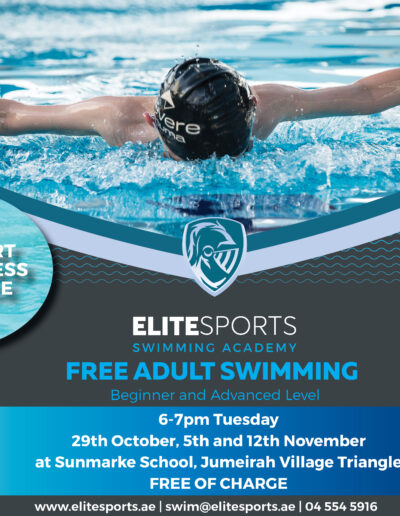 vere
RT
ESS
E
ELITESPORTS
SWIMMING ACADEMY
FREE ADULT SWIMMING
Beginner and Advanced Level
6-7pm Tuesday
29th October, 5th and 12th November
at Sunmarke School, Jumeirah Village Triangle
FREE OF CHARGE
www.elitesports.ae | swim@elitesports.ae | 04 554 5916